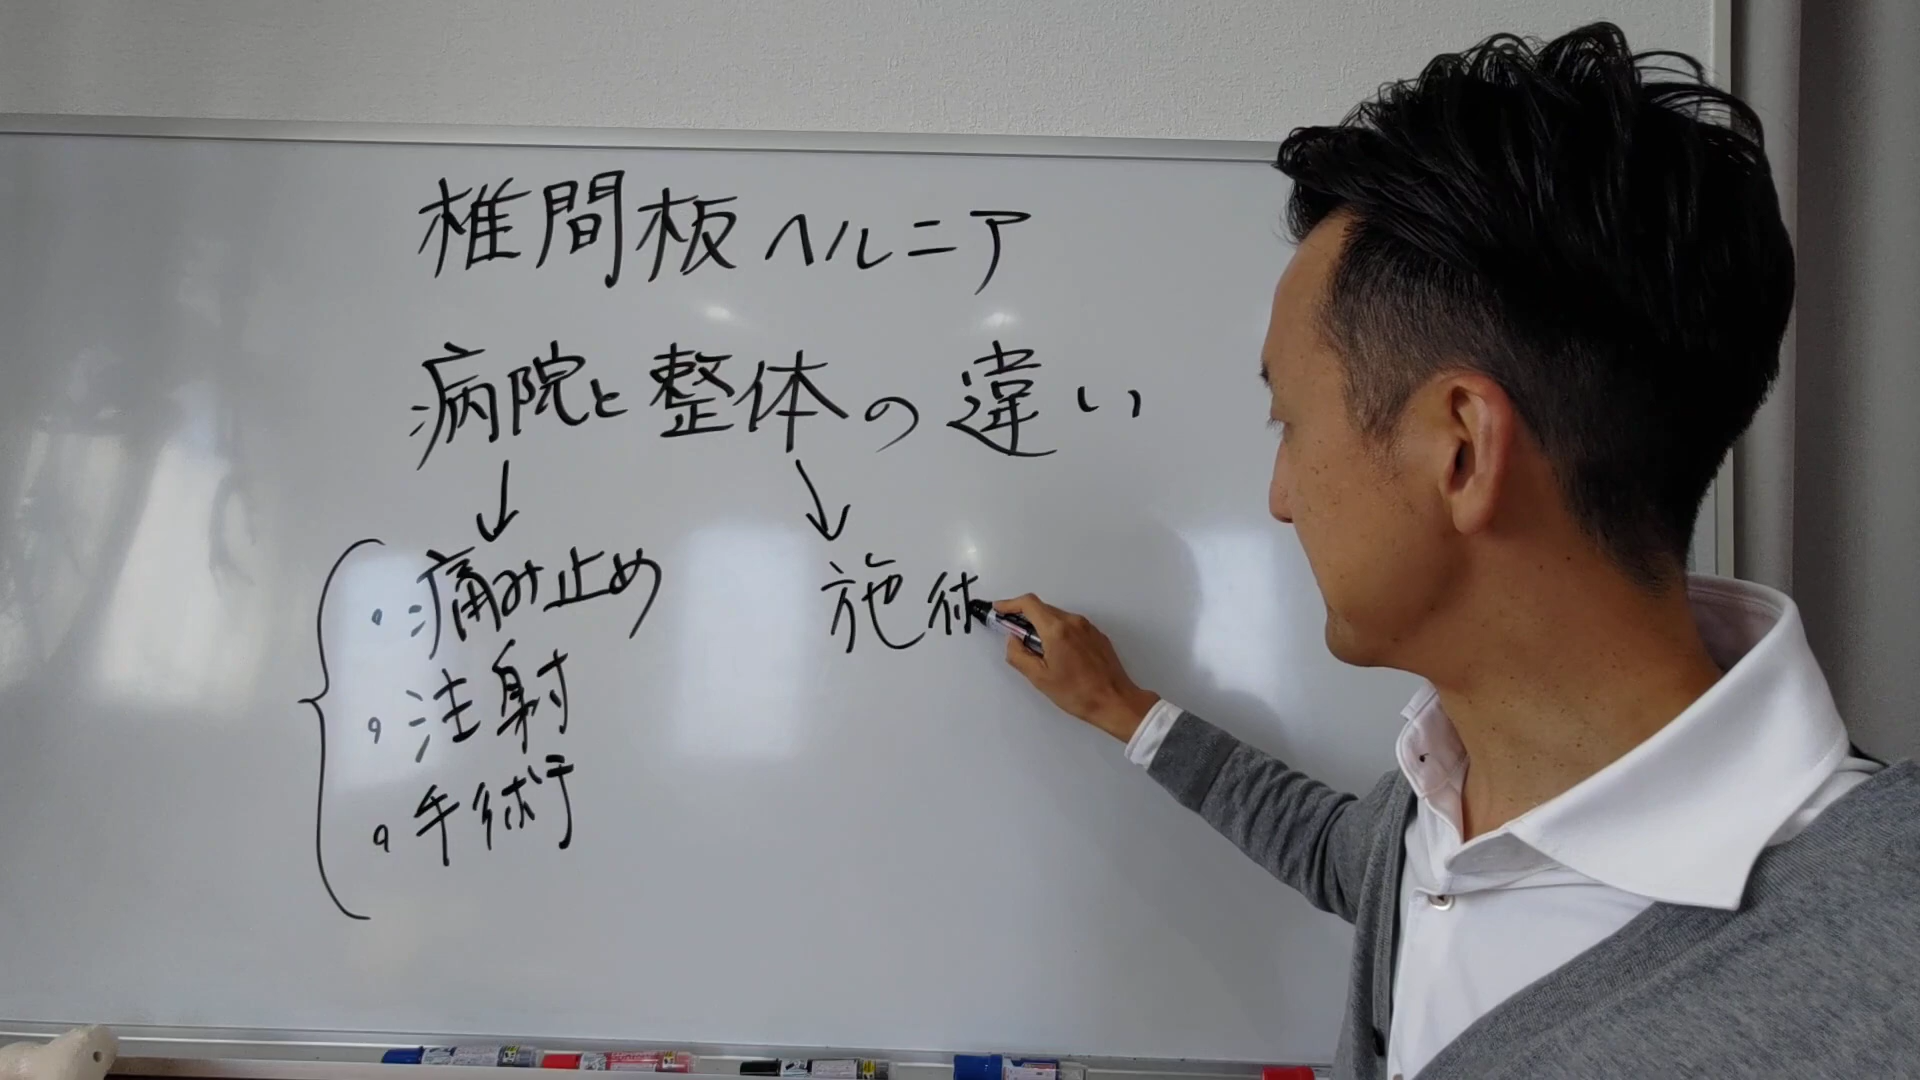 椎間板ヘルニア
病院と整体の違い
↓ ↓
・痛み止め 施術
・注射
・手術